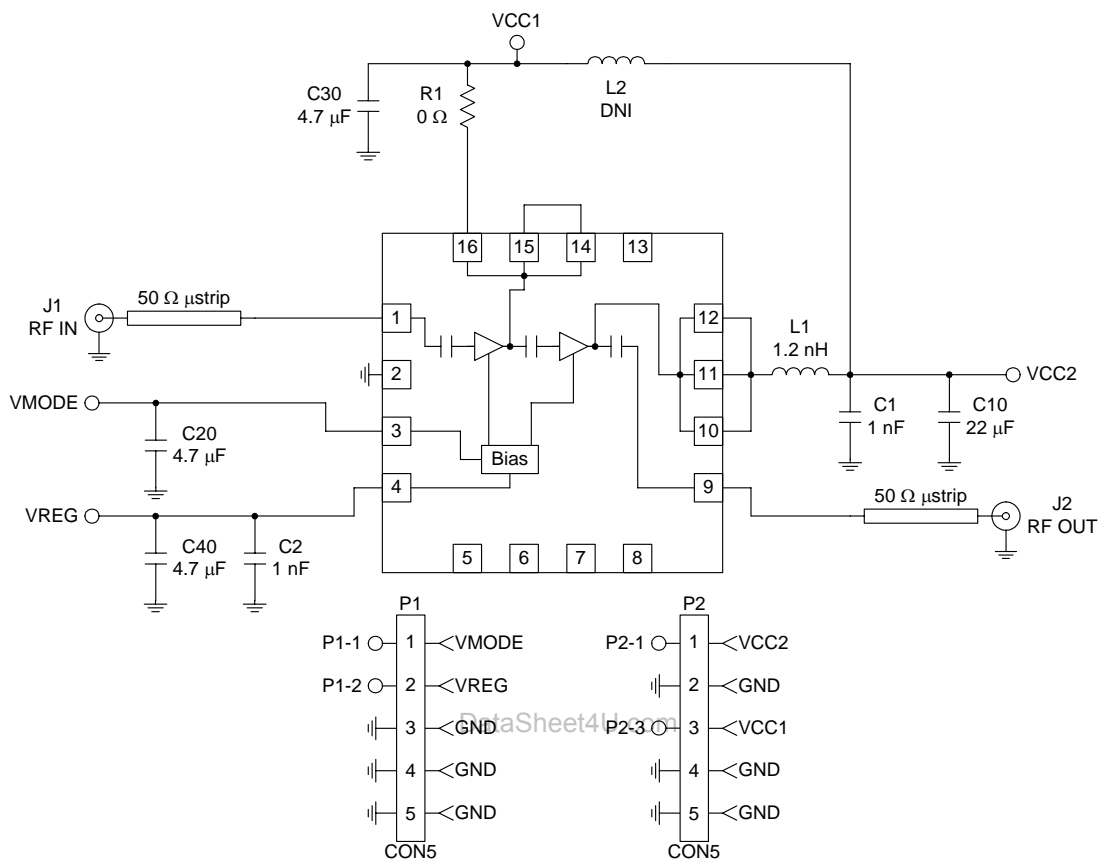 VCC1
C30
4.7 μF
R1
0 Ω
L2
DNI
16
15
14
13
J1
RF IN
50 Ω μstrip
1
2
3
4
Bias
12
11
10
9
L1
1.2 nH
VCC2
C1
1 nF
C10
22 μF
VMODE
C20
4.7 μF
VREG
C40
4.7 μF
C2
1 nF
5
6
7
8
50 Ω μstrip
J2
RF OUT
P1
P1-1 1 VMODE
P1-2 2 VREG
3 GND
4 GND
5 GND
CON5
P2
P2-1 1 VCC2
2 GND
P2-3 3 VCC1
4 GND
5 GND
CON5
DataSheet4U.com